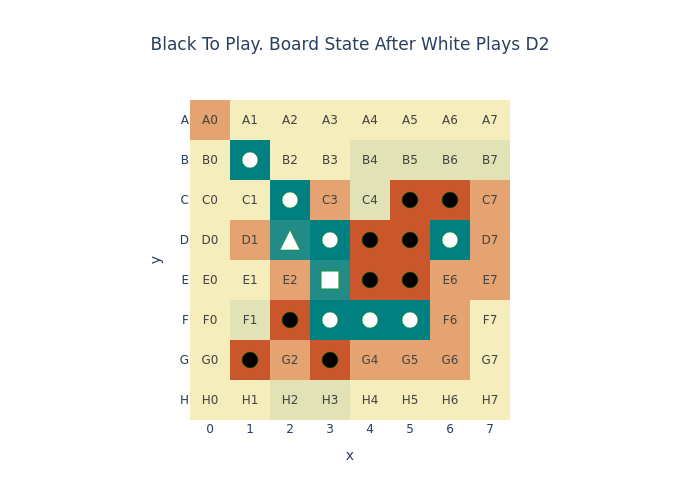 Black To Play. Board State After White Plays D2
A A0 A1 A2 A3 A4 A5 A6 A7
B B0 B2 B3 B4 B5 B6 B7
C C0 C1 C3 C4 C7
D D0 D1 D7
E E0 E1 E2 E6 E7
F F0 F1 F6 F7
G G0 G2 G4 G5 G6 G7
H H0 H1 H2 H3 H4 H5 H6 H7
0 1 2 3 4 5 6 7
x
y